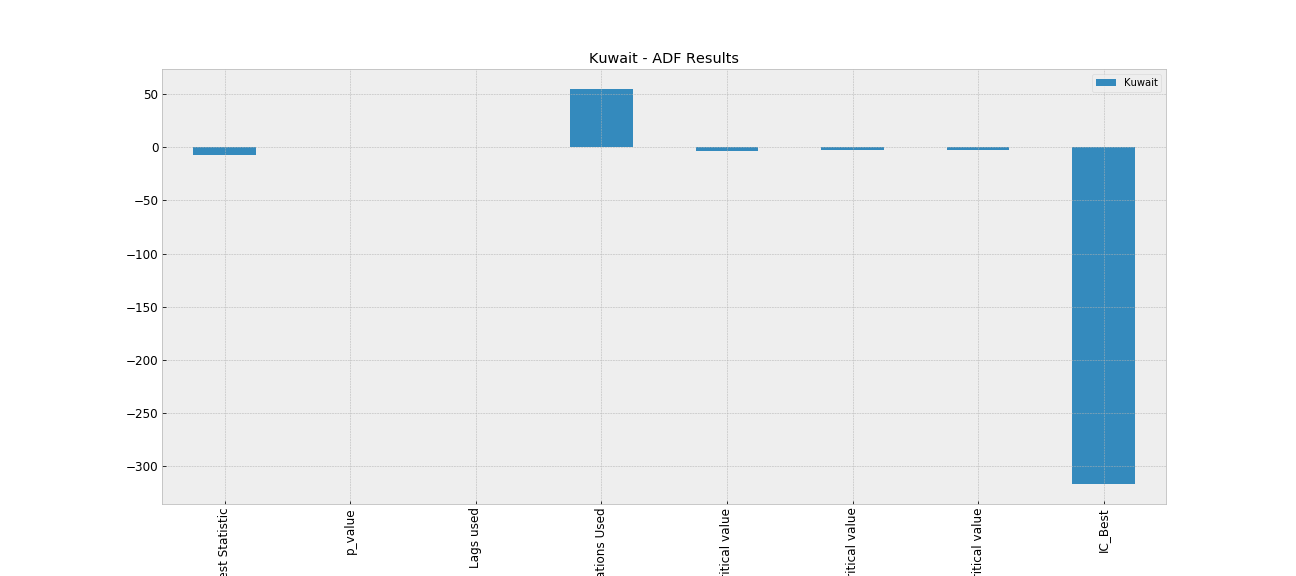 Kuwait - ADF Results
Kuwait
50
0
−50
−100
−150
−200
−250
−300
est Statistic
p_value
Lags used
ations Used
ritical value
ritical value
ritical value
IC_Best